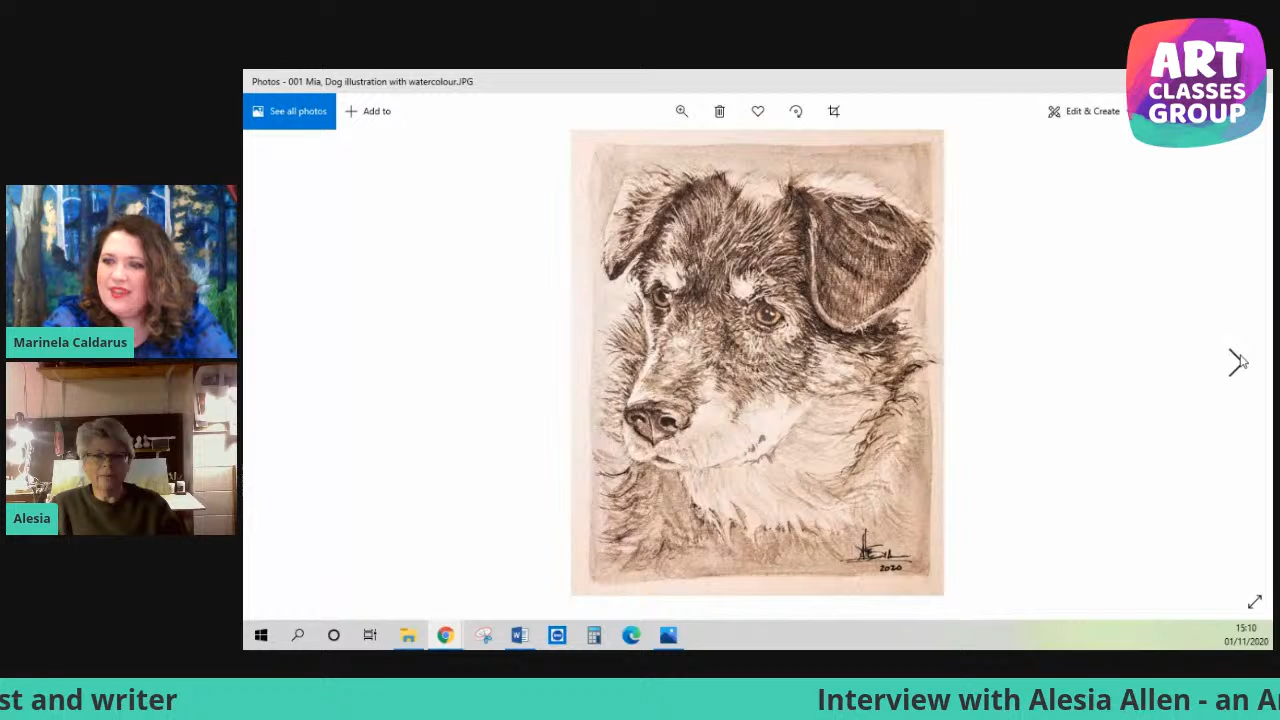 ART
CLASSES
GROUP
Photos - 001 Mia, Dog illustration with watercolour.JPG
See all photos
Add to
Edit & Create
Marinela Caldarus
Alesia
2020
15:10
01/11/2020
st and writer
Interview with Alesia Allen - an Ar